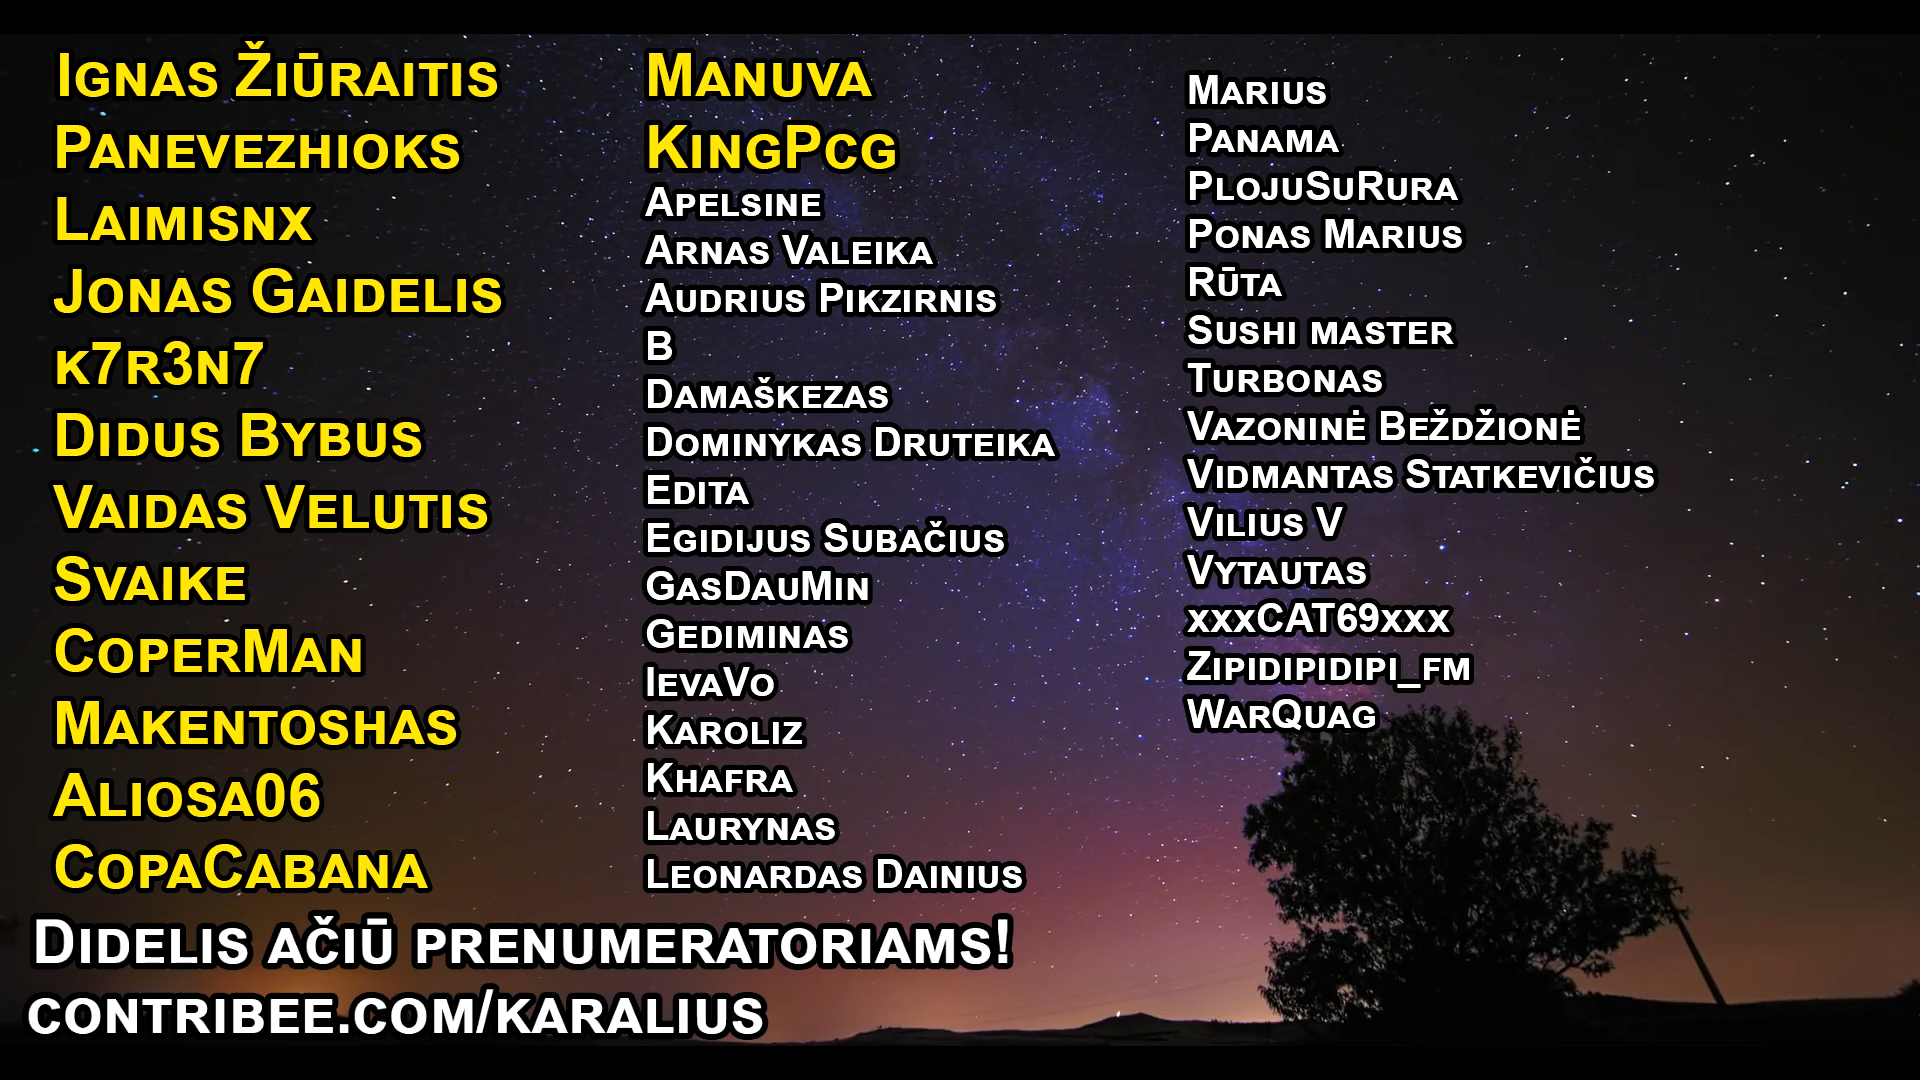 Ignas Žiūraitis
Panevezhioks
Laimisnx
Jonas Gaidelis
k7r3n7
Didus Bybus
Vaidas Velutis
Svaike
CoperMan
Makentoshas
Aliosa06
CopaCabana
Manuva
KingPcg
Apelsine
Arnas Valeika
Audrius Pikzirnis
B
Damaškezas
Dominykas Druteika
Edita
Egidijus Subačius
GasDauMin
Gediminas
IevaVo
Karoliz
Khafra
Laurynas
Leonardas Dainius
Marius
Panama
PlojuSuRura
Ponas Marius
Rūta
Sushi master
Turbonas
Vazoninė Beždžionė
Vidmantas Statkevičius
Vilius V
Vytautas
xxxCAT69xxx
Zipidipidipi_fm
WarQuag
Didelis ačiū prenumeratoriams!
contribee.com/karalius